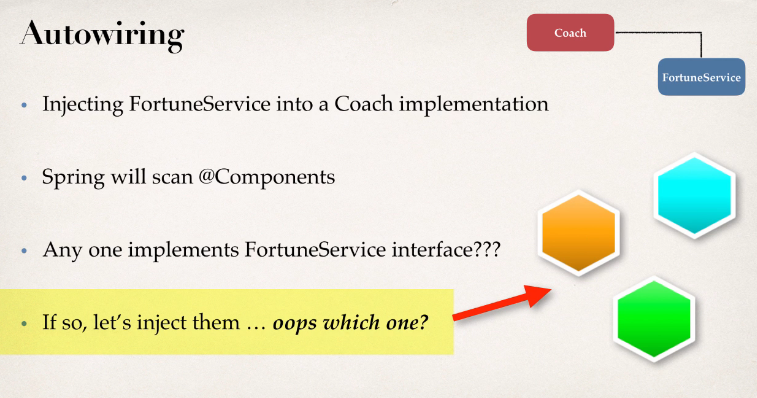 Autowiring
Coach
FortuneService
• Injecting FortuneService into a Coach implementation
• Spring will scan @Components
• Any one implements FortuneService interface???
• If so, let’s inject them … oops which one?